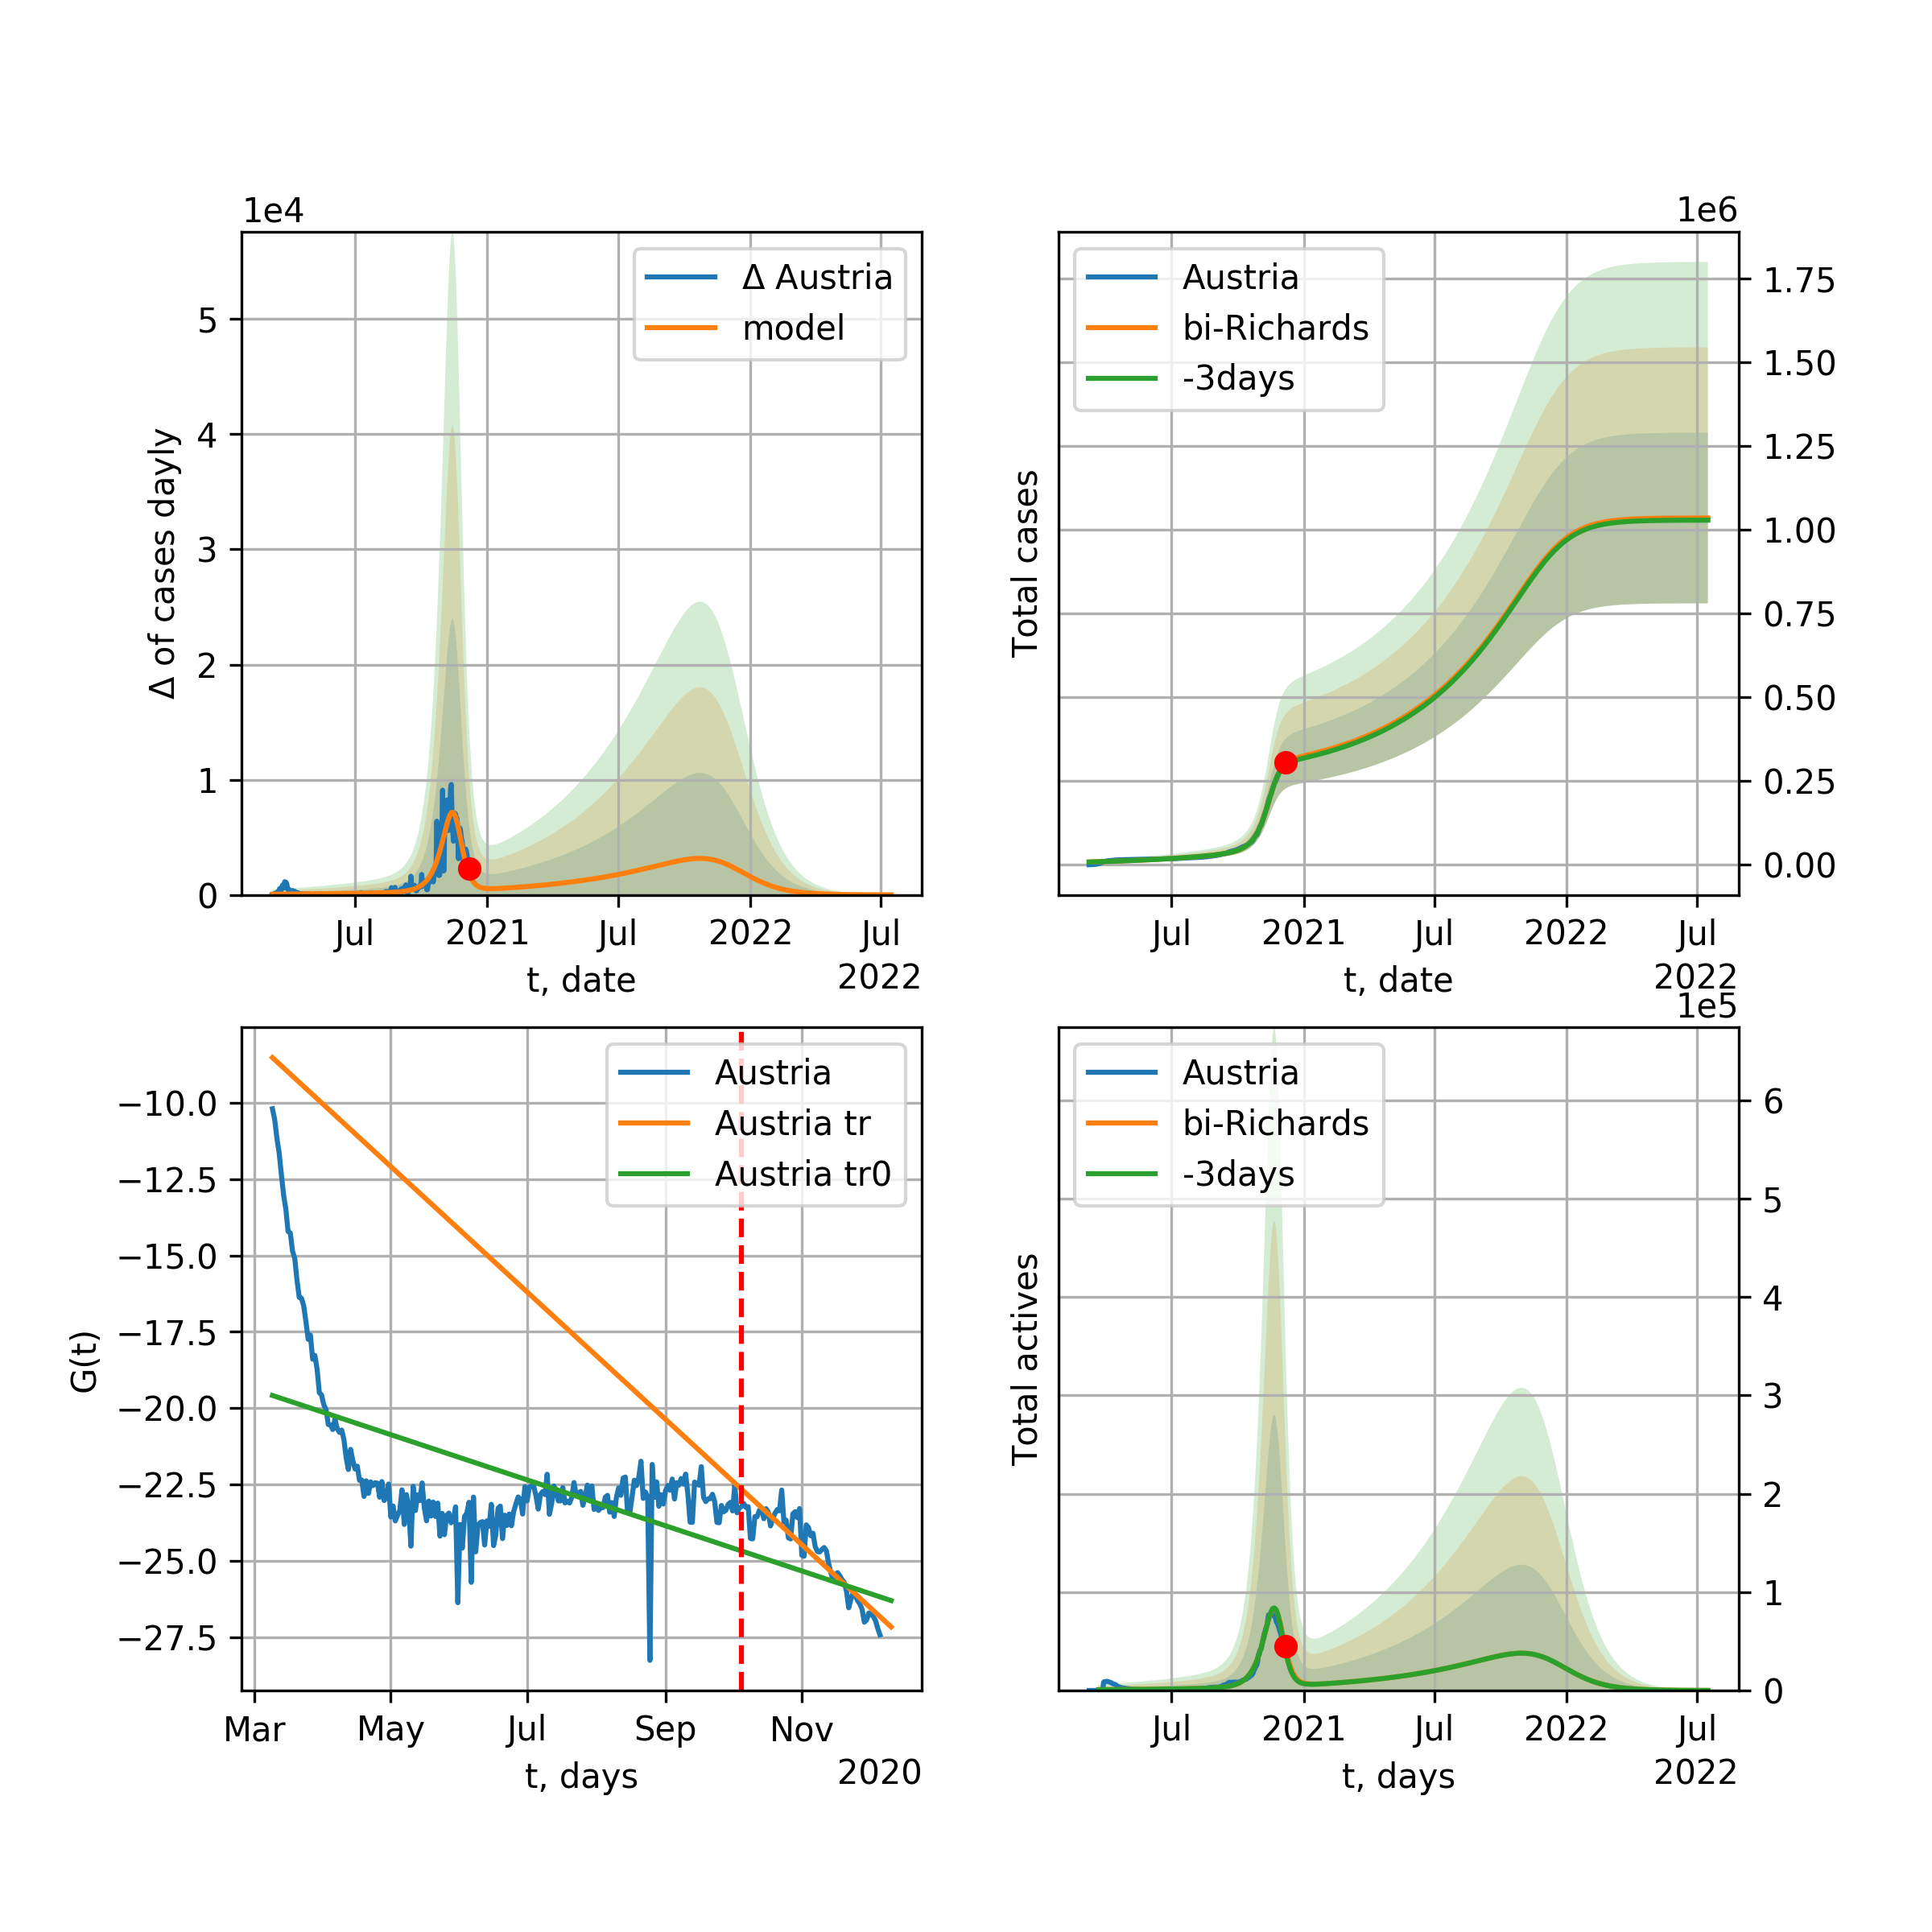 1e4
Δ of cases dayly
5
4
3
2
1
0
Δ Austria
model
Jul
2021
Jul
2022
Jul
2022
t, date
1e6
Total cases
Austria
bi-Richards
-3days
1.75
1.50
1.25
1.00
0.75
0.50
0.25
0.00
Jul
2021
Jul
2022
Jul
2022
t, date
G(t)
−10.0
−12.5
−15.0
−17.5
−20.0
−22.5
−25.0
−27.5
Austria
Austria tr
Austria tr0
Mar
May
Jul
Sep
Nov
2020
t, days
1e5
Total actives
Austria
bi-Richards
-3days
6
5
4
3
2
1
0
Jul
2021
Jul
2022
Jul
2022
t, days